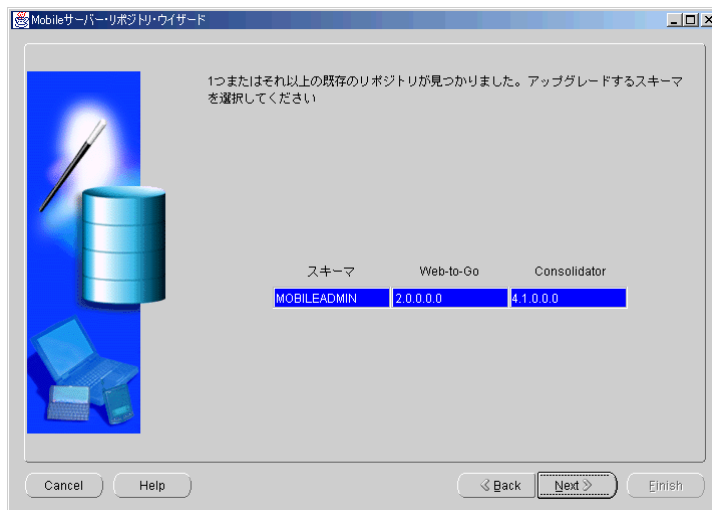 Mobileサーバー・リポジトリ・ウィザード
1つまたはそれ以上の既存のリポジトリが見つかりました。アップグレードするスキーマ
を選択してください
スキーマ Web-to-Go Consolidator
MOBILEADMIN 2.0.0.0.0 4.1.0.0.0
Cancel Help Back Next Finish